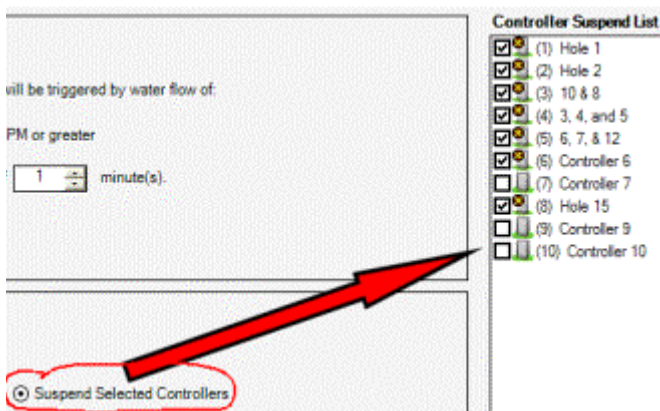 Controller Suspend List
(1) Hole 1
(2) Hole 2
will be triggered by water flow of:
(3) 10 & 8
(4) 3, 4, and 5
PM or greater
(5) 6, 7, & 12
(6) Controller 6
1 minute(s).
(7) Controller 7
(8) Hole 15
(9) Controller 9
(10) Controller 10
Suspend Selected Controllers